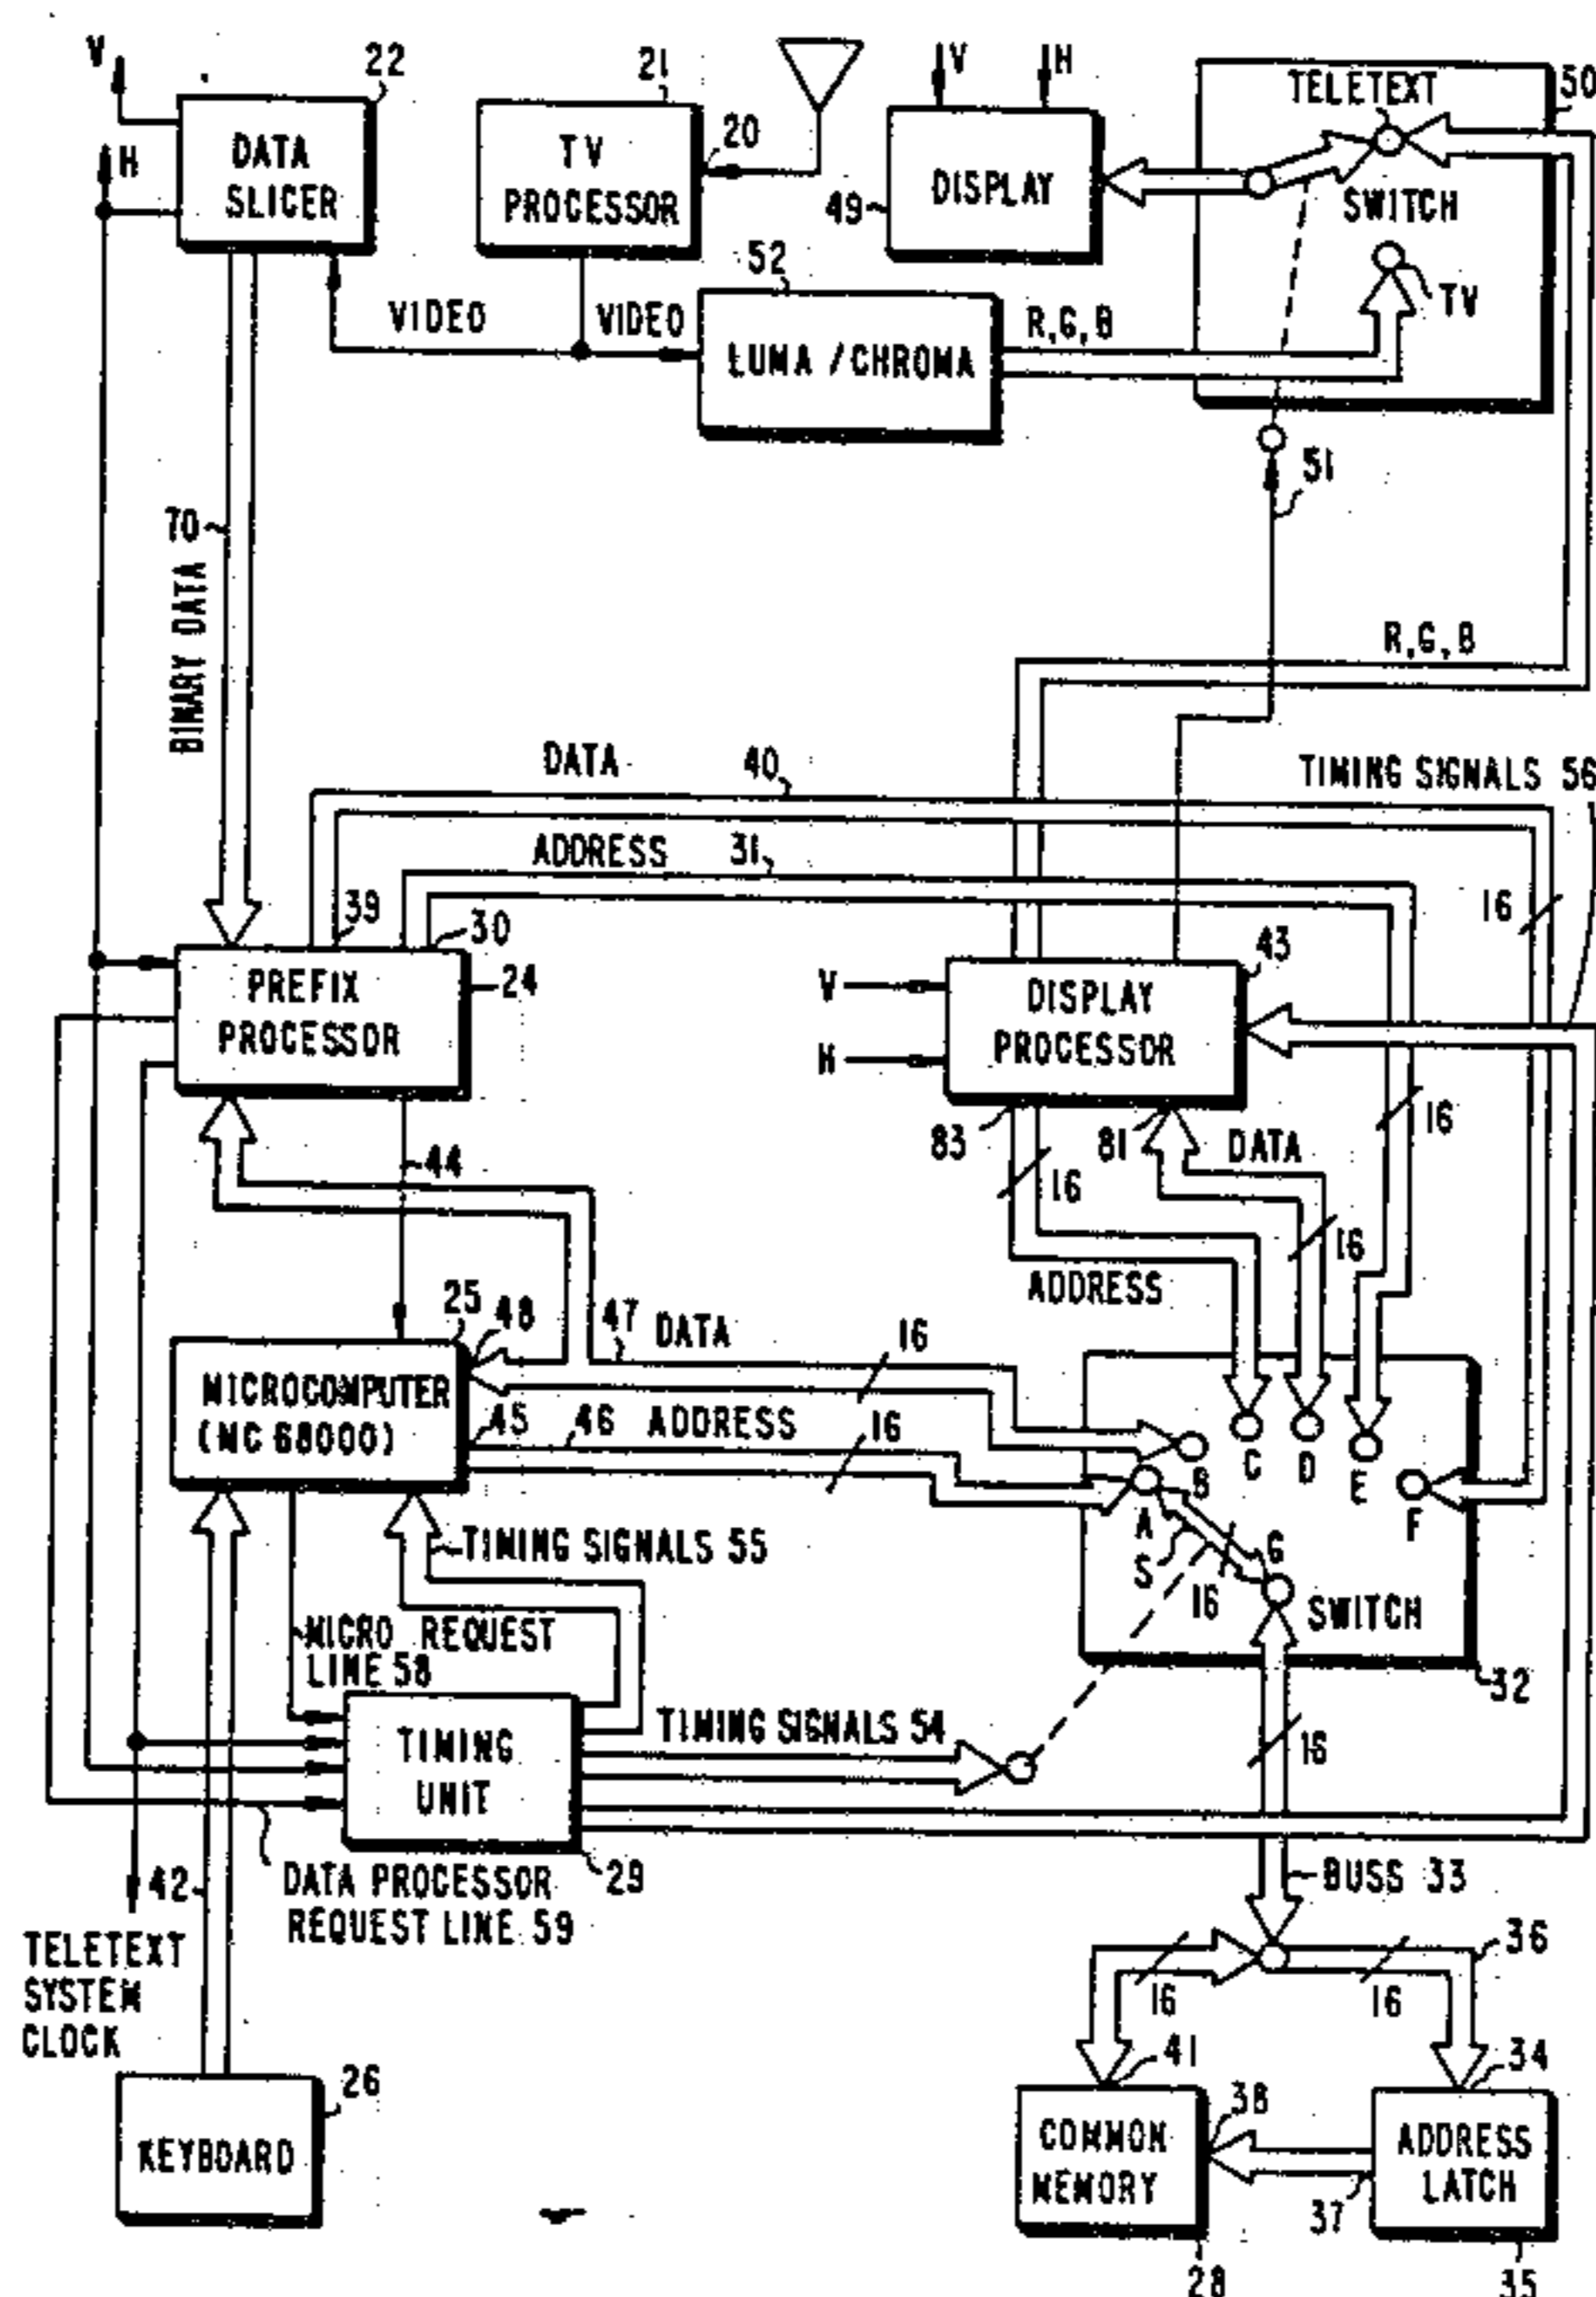 V
22
21
V
H
TELETEXT
50
H
DATA
SLICER
TV
PROCESSOR
20
DISPLAY
49
SWITCH
52
VIDEO
VIDEO
LUMA / CHROMA
R,G,B
TV
51
70
BINARY DATA
R,G,B
DATA
40
TIMING SIGNALS 56
ADDRESS
31
16
39
30
43
PREFIX
PROCESSOR
24
V
H
DISPLAY
PROCESSOR
16
44
83
81
DATA
16
16
ADDRESS
25
48
47
DATA
16
MICROCOMPUTER
(MC 68000)
45
46
ADDRESS
16
B
C
D
E
F
A
S
16
G
SWITCH
32
TIMING SIGNALS 55
MICRO REQUEST
LINE 58
TIMING
UNIT
TIMING SIGNALS 54
16
29
42
DATA PROCESSOR
REQUEST LINE 59
BUSS 33
TELETEXT
SYSTEM
CLOCK
36
16
16
26
KEYBOARD
41
34
38
COMMON
MEMORY
ADDRESS
LATCH
37
28
35